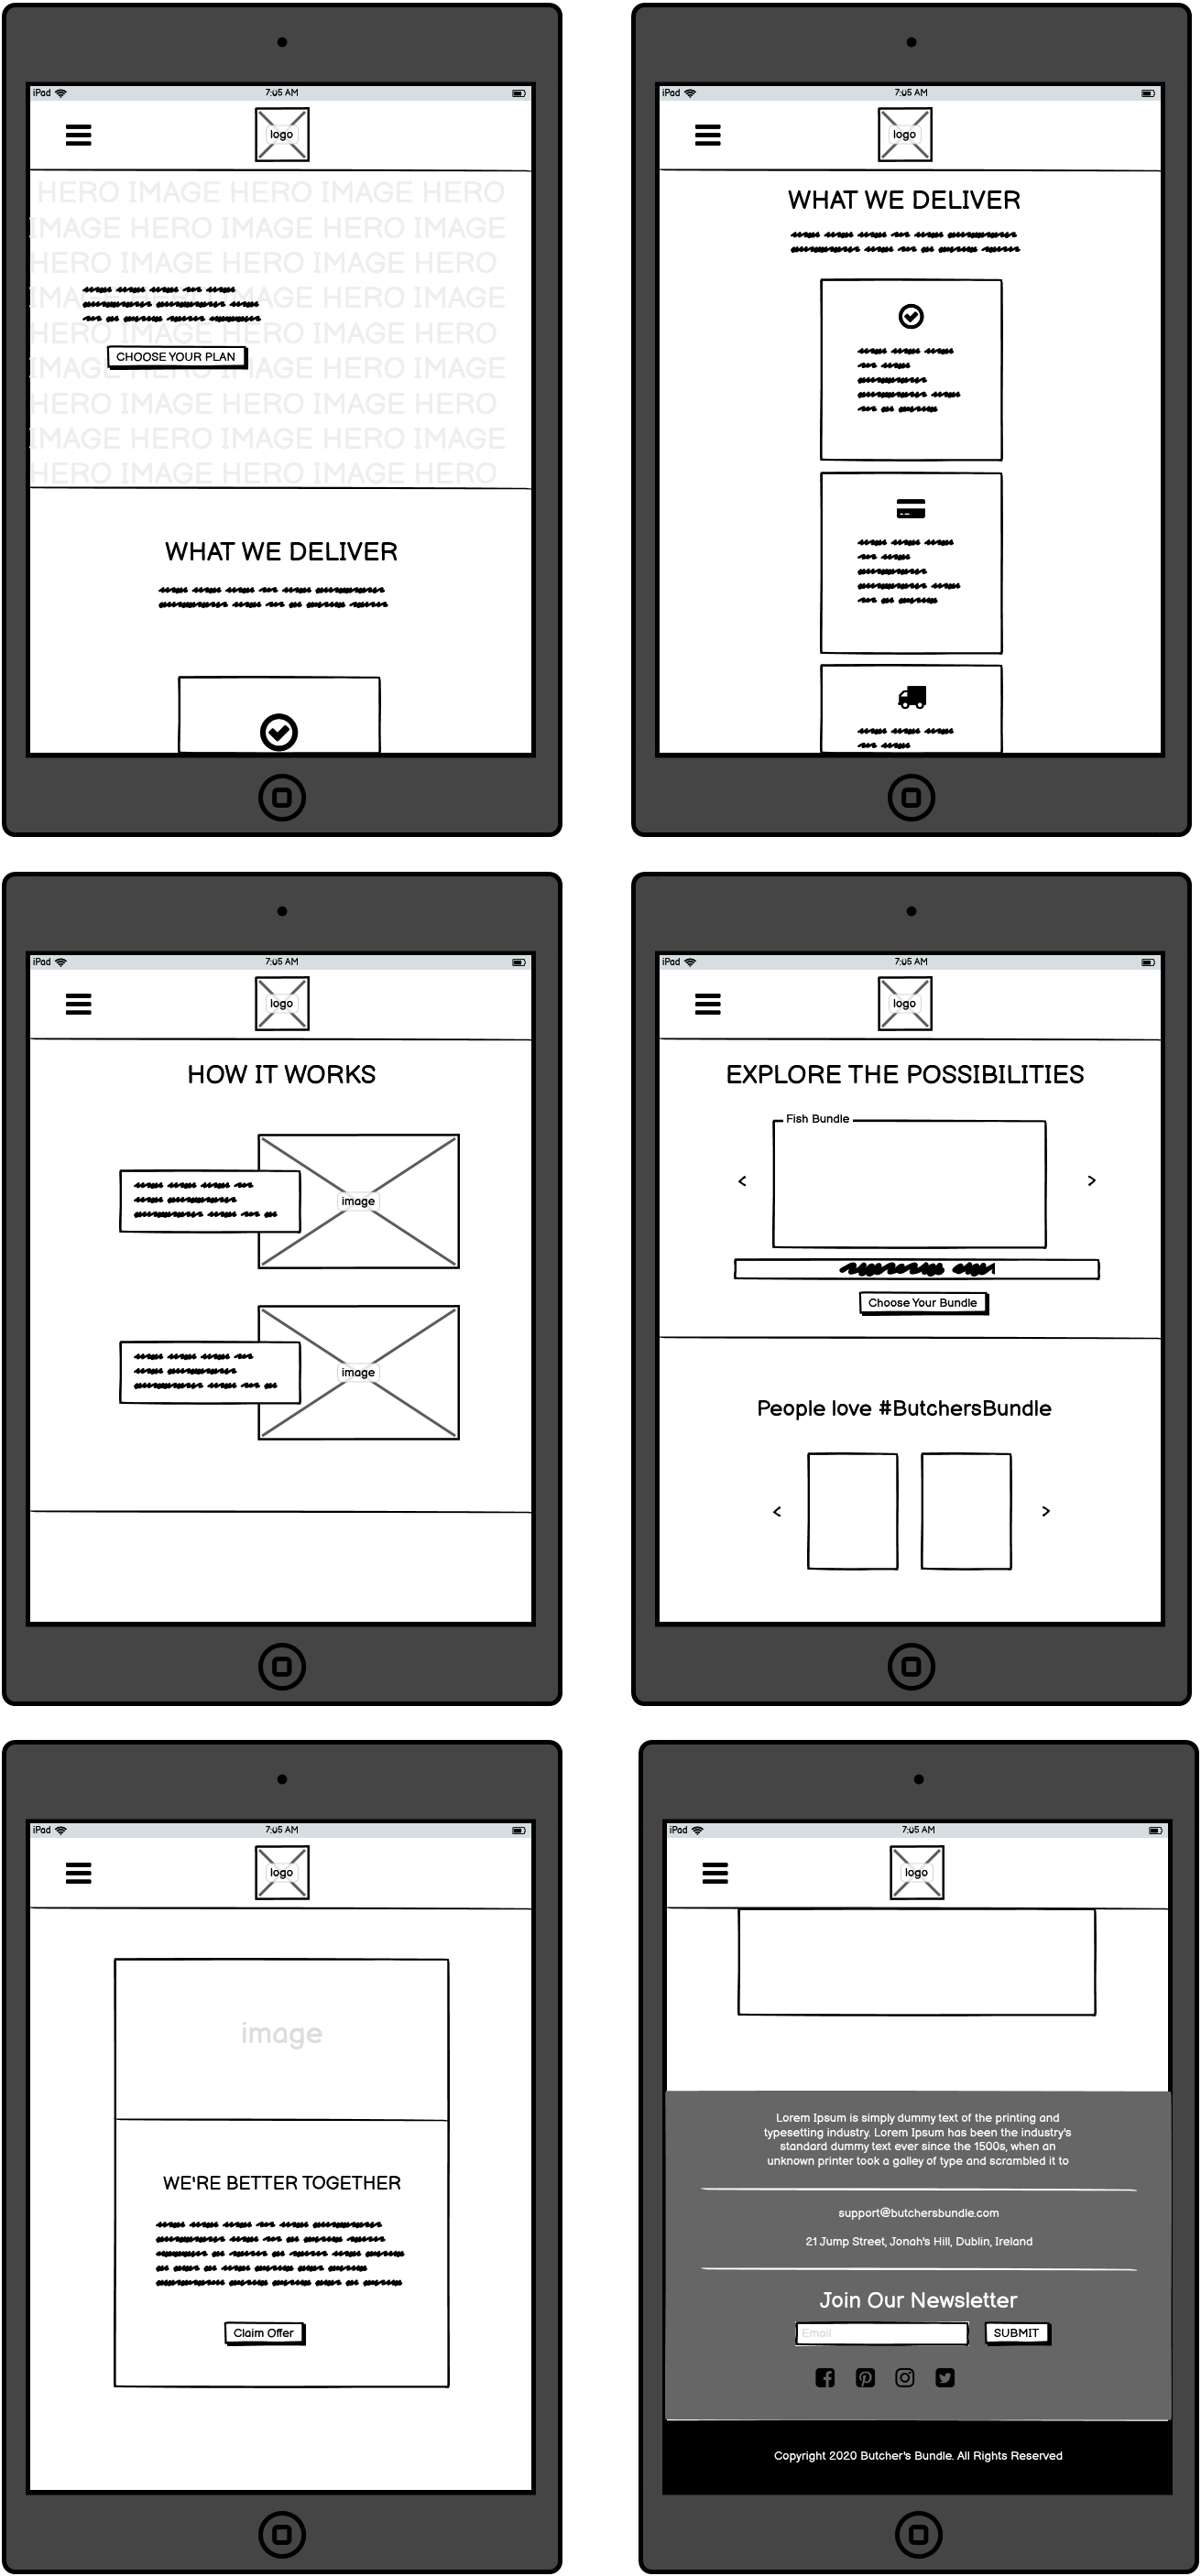 iPad 7:05 AM
logo
HERO IMAGE HERO IMAGE HERO
IMAGE HERO IMAGE HERO IMAGE
HERO IMAGE HERO IMAGE HERO
IMAGE HERO IMAGE HERO IMAGE
HERO IMAGE HERO IMAGE HERO
IMAGE HERO IMAGE HERO IMAGE
HERO IMAGE HERO IMAGE HERO
IMAGE HERO IMAGE HERO IMAGE
HERO IMAGE HERO IMAGE HERO
CHOOSE YOUR PLAN
WHAT WE DELIVER
iPad 7:05 AM
logo
WHAT WE DELIVER
iPad 7:05 AM
logo
HOW IT WORKS
image
image
iPad 7:05 AM
logo
EXPLORE THE POSSIBILITIES
Fish Bundle
< >
Choose Your Bundle
People love #ButchersBundle
< >
iPad 7:05 AM
logo
image
WE'RE BETTER TOGETHER
Claim Offer
iPad 7:05 AM
logo
Lorem Ipsum is simply dummy text of the printing and
typesetting industry. Lorem Ipsum has been the industry's
standard dummy text ever since the 1500s, when an
unknown printer took a galley of type and scrambled it to
support@butchersbundle.com
21 Jump Street, Jonah's Hill, Dublin, Ireland
Join Our Newsletter
Email SUBMIT
Copyright 2020 Butcher's Bundle. All Rights Reserved